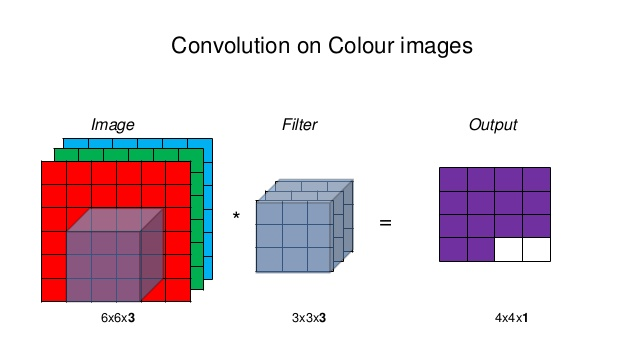 Convolution on Colour images
Image
Filter
Output
*
=
6x6x3
3x3x3
4x4x1